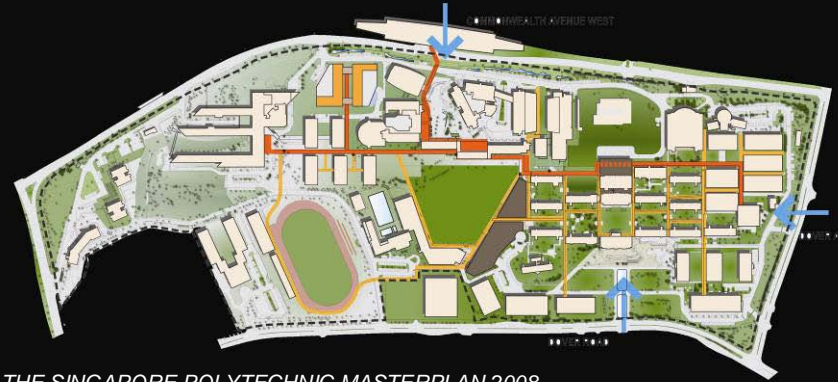 COMMONWEALTH AVENUE WEST
DOVER ROAD
THE SINGAPORE POLYTECHNIC MASTERPLAN 2008